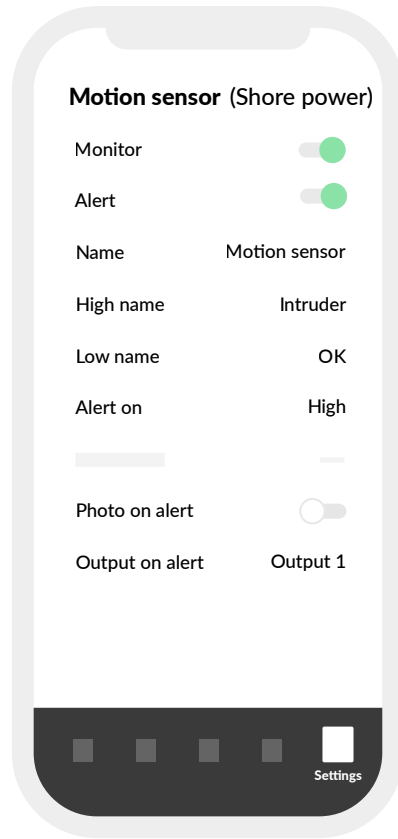 Motion sensor (Shore power)
Monitor
Alert
Name Motion sensor
High name Intruder
Low name OK
Alert on High
Photo on alert
Output on alert Output 1
Settings